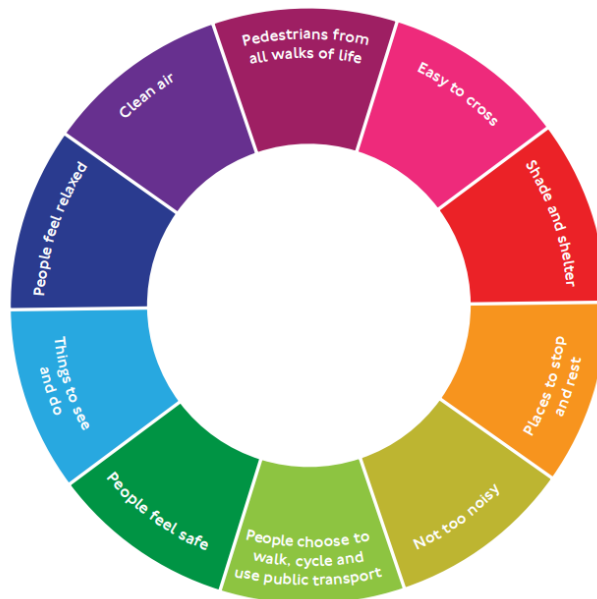 Pedestrians from
all walks of life
Easy to cross
Shade and shelter
Places to stop
and rest
Not too noisy
People choose to
walk, cycle and
use public transport
People feel safe
Things to see
and do
People feel relaxed
Clean air